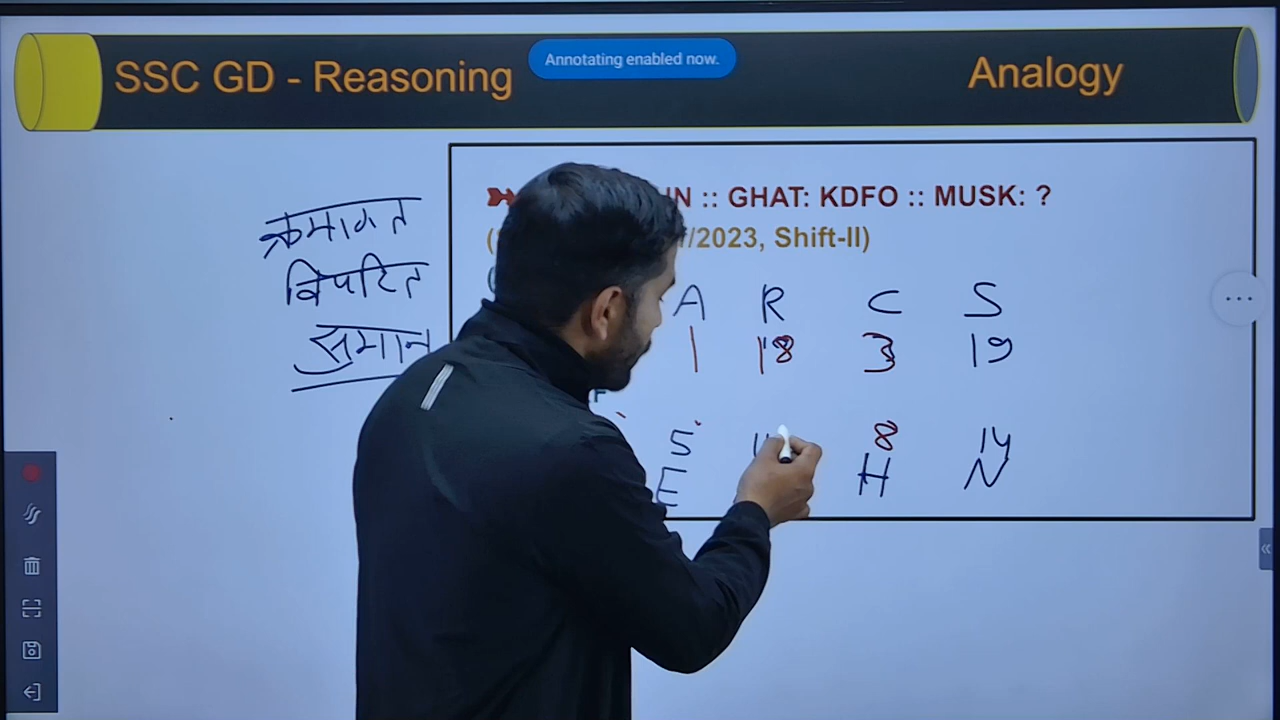 SSC GD - Reasoning
Annotating enabled now.
Analogy
:: GHAT: KDFO :: MUSK: ?
/2023, Shift-II)
क्रमागत
विपरित
समान
A R C S
1 18 3 19
5 8 14
E H N